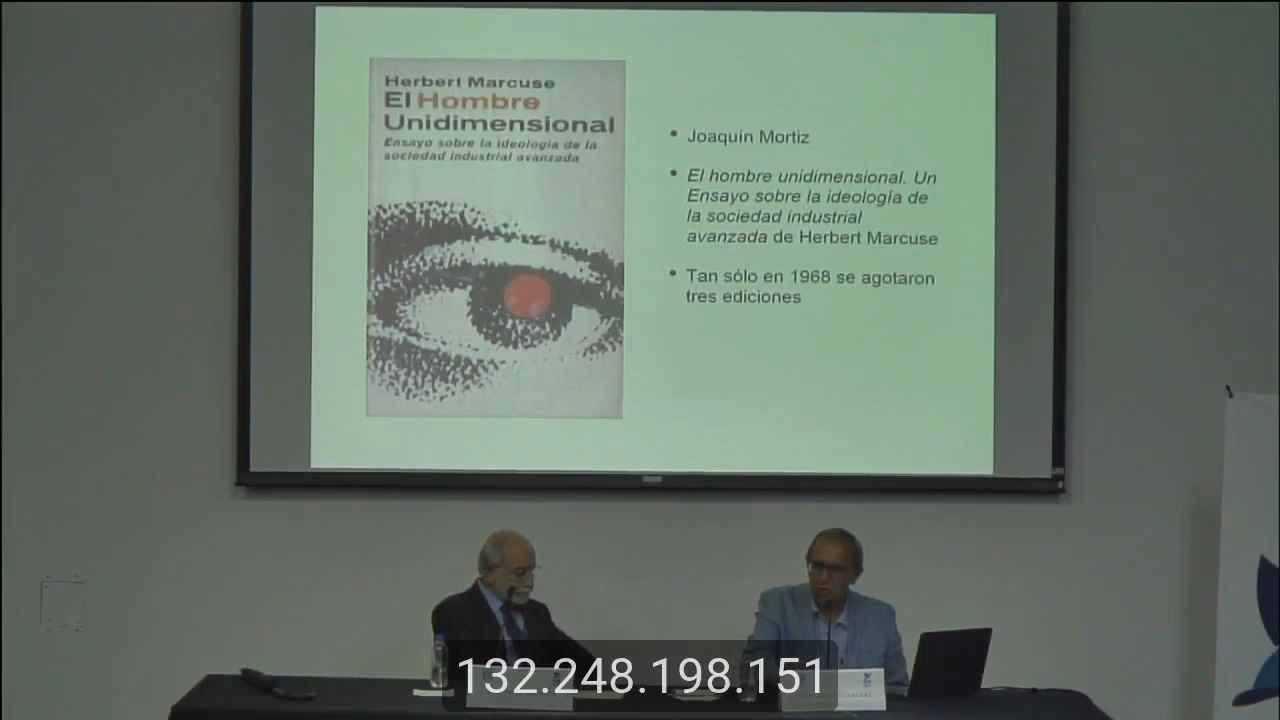 Herbert Marcuse
El Hombre
Unidimensional
Ensayo sobre la ideología de la
sociedad industrial avanzada
• Joaquín Mortiz
• El hombre unidimensional. Un
Ensayo sobre la ideología de
la sociedad industrial
avanzada de Herbert Marcuse
• Tan sólo en 1968 se agotaron
tres ediciones
132.248.198.151